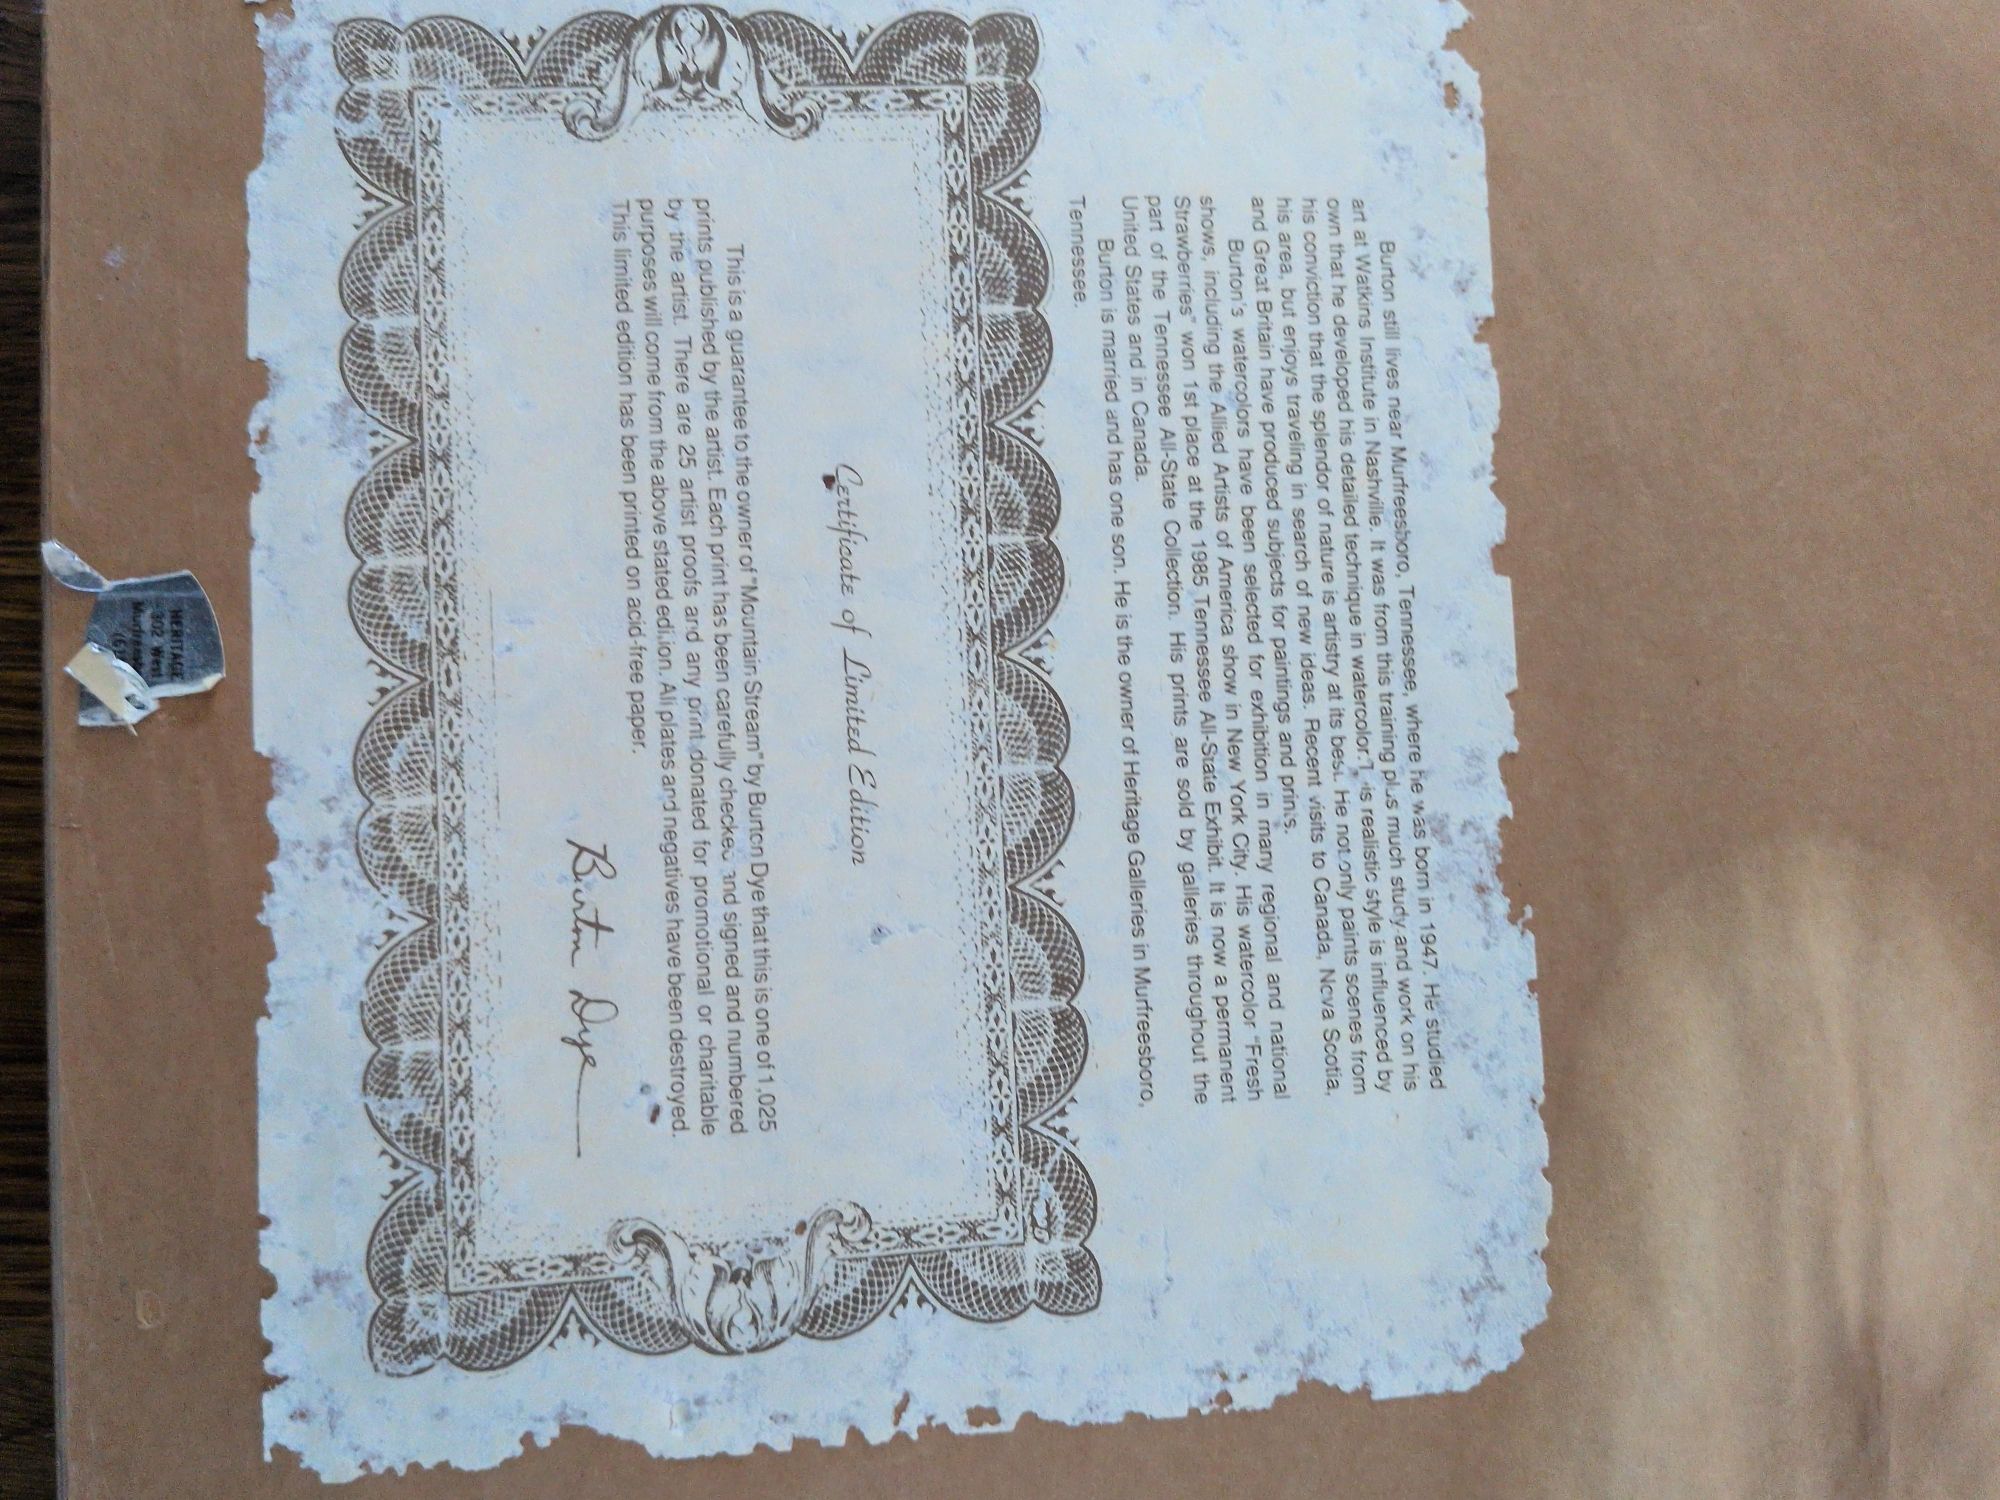 Burton still lives near Murfreesboro, Tennessee, where he was born in 1947. He studied
art at Watkins Institute in Nashville. It was from this training plus much study and work on his
own that he developed his detailed technique in watercolor. His realistic style is influenced by
his conviction that the splendor of nature is artistry at its best. He not only paints scenes from
his area, but enjoys traveling in search of new ideas. Recent visits to Canada, Nova Scotia,
and Great Britain have produced subjects for paintings and prints.
Burton's watercolors have been selected for exhibition in many regional and national
shows, including the Allied Artists of America show in New York City. His watercolor "Fresh
Strawberries" won 1st place at the 1985 Tennessee All-State Exhibit. It is now a permanent
part of the Tennessee All-State Collection. His prints are sold by galleries throughout the
United States and in Canada.
Burton is married and has one son. He is the owner of Heritage Galleries in Murfreesboro,
Tennessee.
Certificate of Limited Edition
This is a guarantee to the owner of "Mountain Stream" by Burton Dye that this is one of 1,025
prints published by the artist. Each print has been carefully checked and signed and numbered
by the artist. There are 25 artist proofs and any print donated for promotional or charitable
purposes will come from the above stated edition. All plates and negatives have been destroyed.
This limited edition has been printed on acid-free paper.
Burton Dye
HERITAGE
302 West
Murfreesb
(61